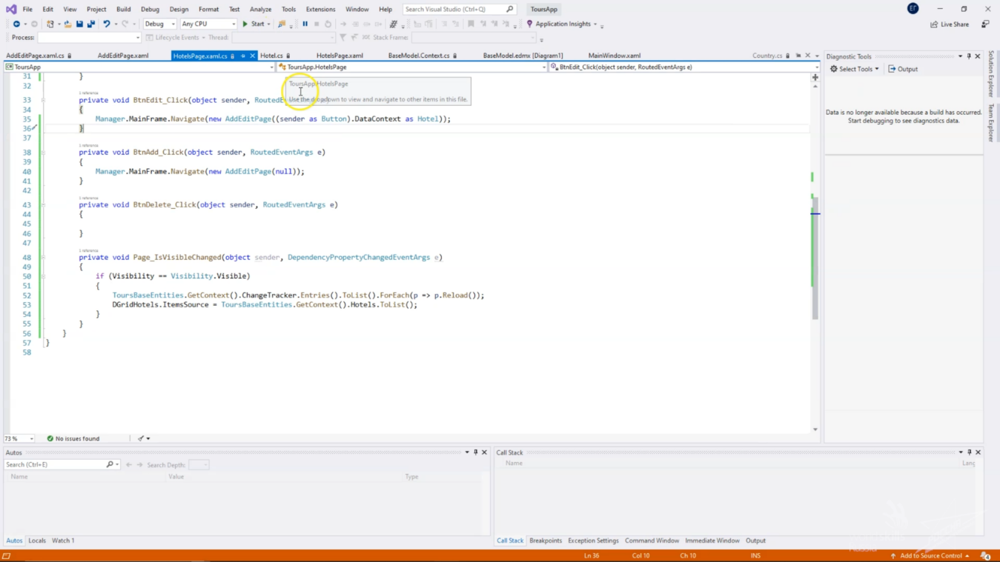 File Edit View Project Build Debug Design Format Test Analyze Tools Extensions Window Help Search Visual Studio (Ctrl+Q) ToursApp ЕГ
Debug Any CPU Start Application Insights Live Share
Process: Lifecycle Events Thread: Stack Frame:
AddEditPage.xaml.cs AddEditPage.xaml HotelsPage.xaml.cs Hotel.cs HotelsPage.xaml BaseModel.Context.cs BaseModel.edmx [Diagram1] MainWindow.xaml Country.cs
ToursApp ToursApp.HotelsPage BtnEdit_Click(object sender, RoutedEventArgs e)
31 }
ToursApp.HotelsPage
Use the dropdown to view and navigate to other items in this file.
32
1 reference
33 private void BtnEdit_Click(object sender, RoutedE
34 {
35 Manager.MainFrame.Navigate(new AddEditPage((sender as Button).DataContext as Hotel));
36 }
37
1 reference
38 private void BtnAdd_Click(object sender, RoutedEventArgs e)
39 {
40 Manager.MainFrame.Navigate(new AddEditPage(null));
41 }
42
1 reference
43 private void BtnDelete_Click(object sender, RoutedEventArgs e)
44 {
45
46 }
47
1 reference
48 private void Page_IsVisibleChanged(object sender, DependencyPropertyChangedEventArgs e)
49 {
50 if (Visibility == Visibility.Visible)
51 {
52 ToursBaseEntities.GetContext().ChangeTracker.Entries().ToList().ForEach(p => p.Reload());
53 DGridHotels.ItemsSource = ToursBaseEntities.GetContext().Hotels.ToList();
54 }
55 }
56 }
57 }
58
73 % No issues found
Diagnostic Tools
Select Tools Output
Data is no longer available because a build has occurred.
Start debugging to see diagnostics data.
Solution Explorer
Team Explorer
Autos
Search (Ctrl+E) Search Depth:
Name Value Type
Autos Locals Watch 1
Call Stack
Name Lang
Call Stack Breakpoints Exception Settings Command Window Immediate Window Output
Ln 36 Col 10 Ch 10 INS Add to Source Control 4